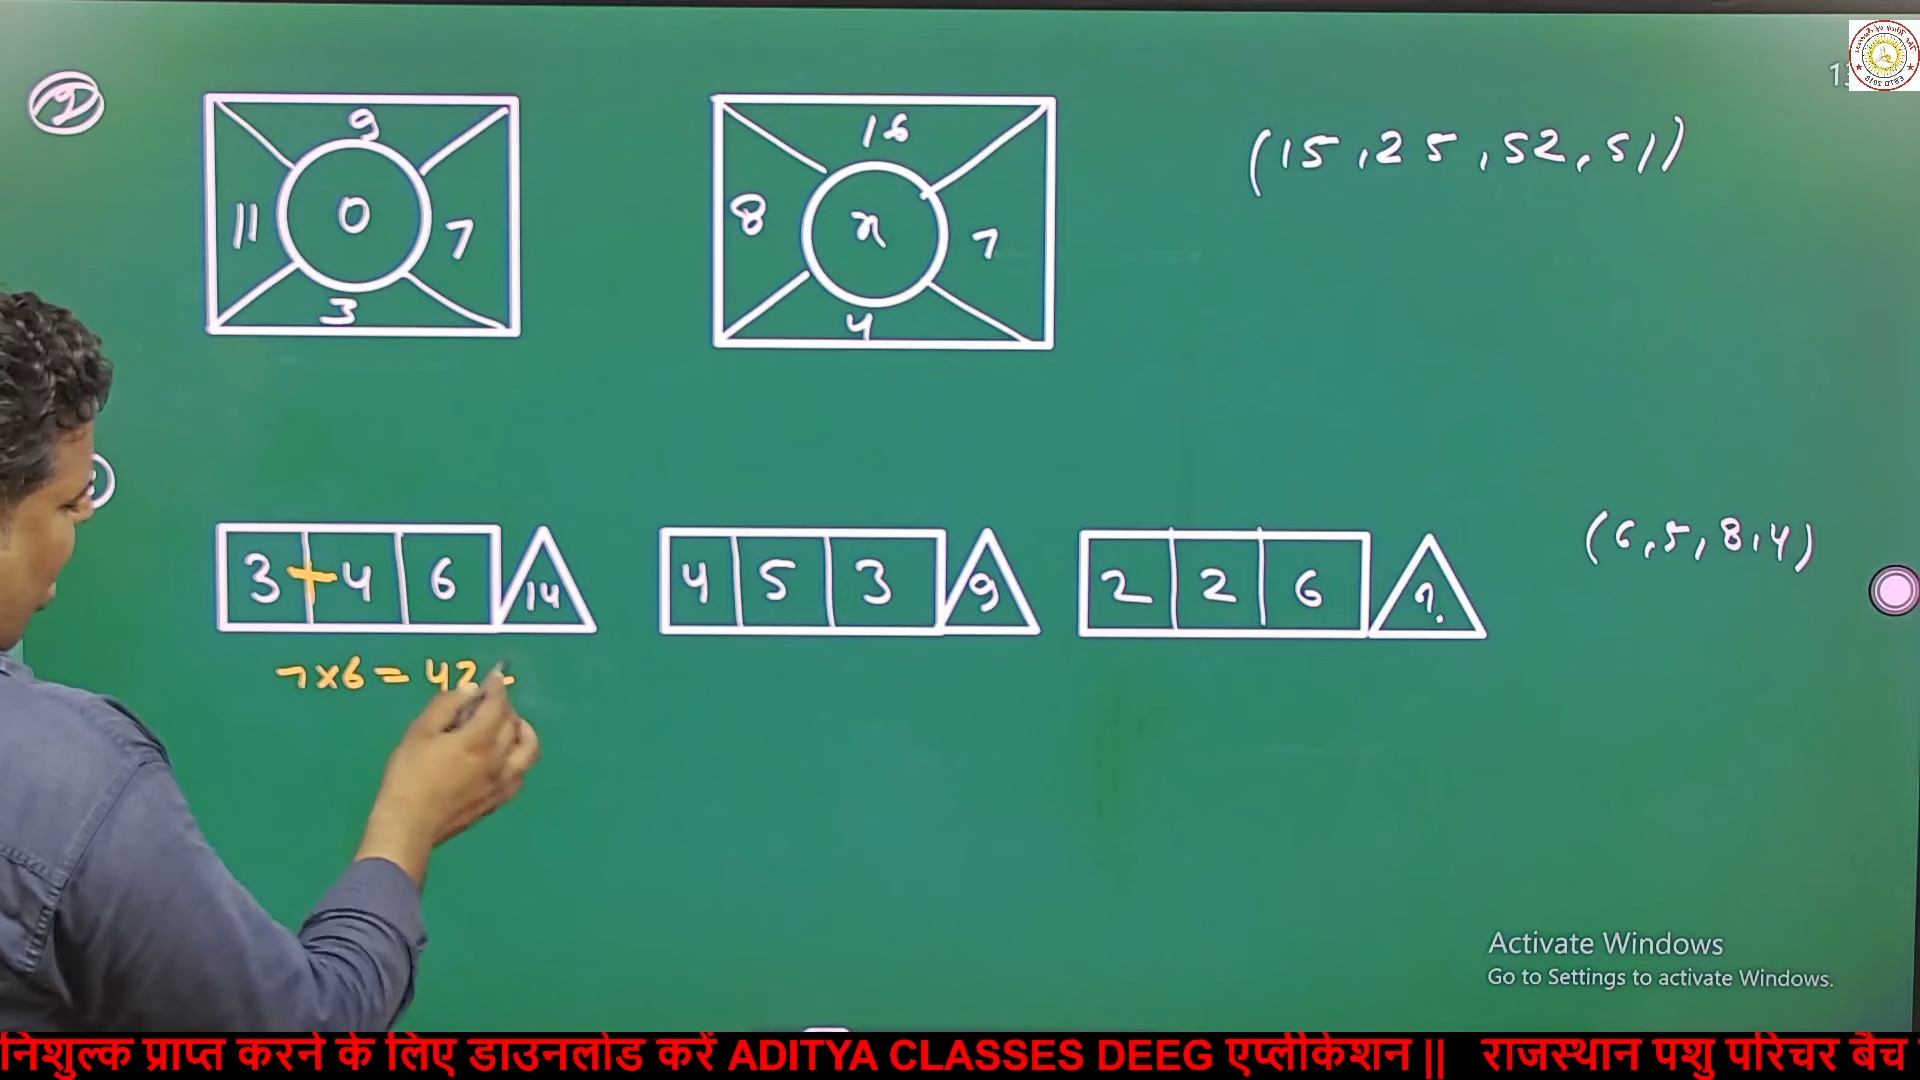 9
11 0 7
3
16
8 x 7
4
(15, 25, 52, 51)
3 + 4 6 14
4 5 3 9
2 2 6 ?
(6, 5, 8, 4)
7 x 6 = 42
Activate Windows
Go to Settings to activate Windows.
निशुल्क प्राप्त करने के लिए डाउनलोड करें ADITYA CLASSES DEEG एप्लीकेशन || राजस्थान पशु परिचर बैच